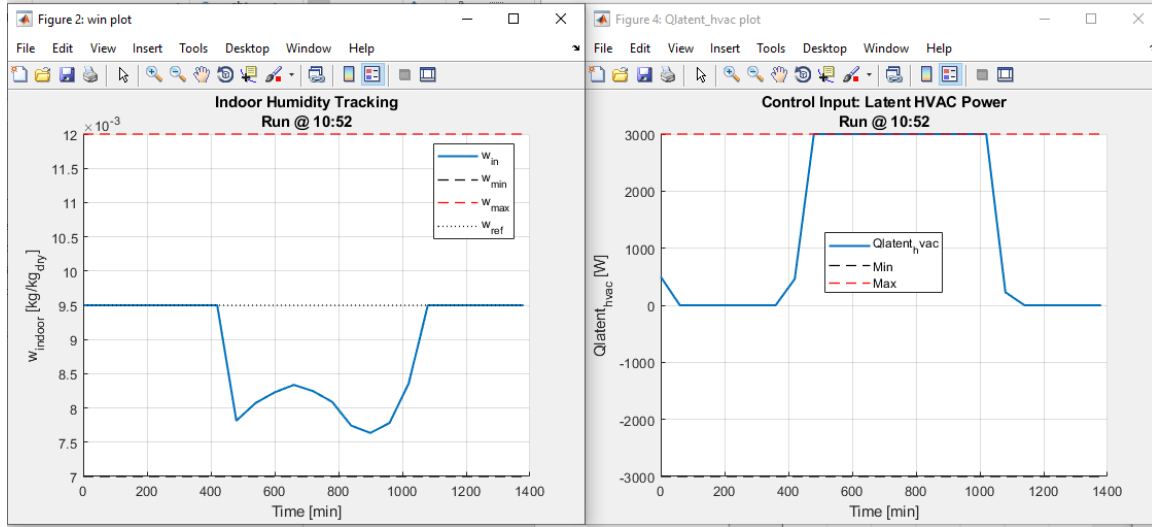 Figure 2: win plot
File Edit View Insert Tools Desktop Window Help
Indoor Humidity Tracking
Run @ 10:52
× 10^-3
12
11.5
11
10.5
10
9.5
9
8.5
8
7.5
7
w_indoor [kg/kg_dry]
w_in
w_min
w_max
w_ref
0 200 400 600 800 1000 1200 1400
Time [min]
Figure 4: Qlatent_hvac plot
File Edit View Insert Tools Desktop Window Help
Control Input: Latent HVAC Power
Run @ 10:52
3000
2000
1000
0
-1000
-2000
-3000
Qlatent_hvac [W]
Qlatent_hvac
Min
Max
0 200 400 600 800 1000 1200 1400
Time [min]